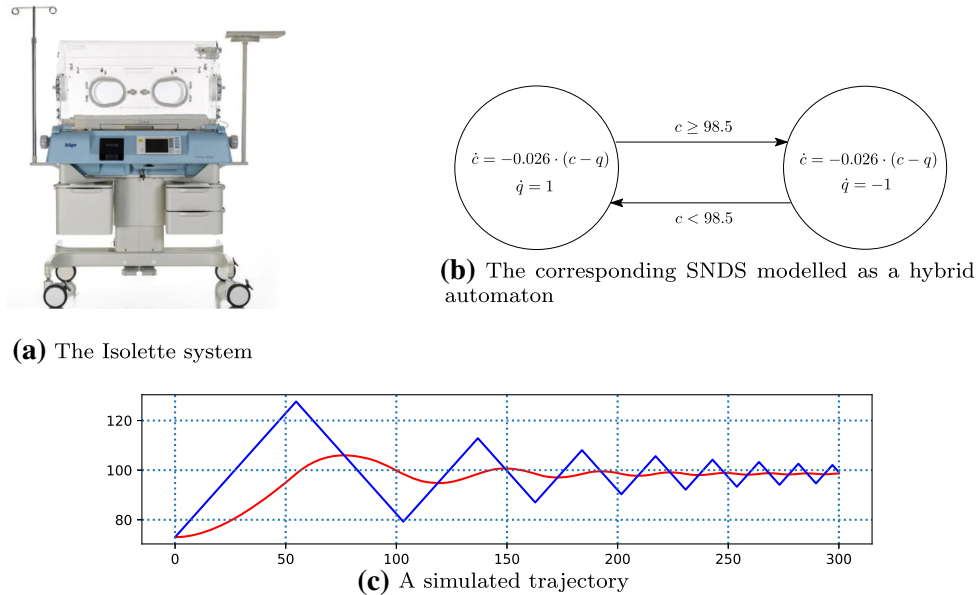 c ≥ 98.5
ċ = −0.026 · (c − q)
q̇ = 1
ċ = −0.026 · (c − q)
q̇ = −1
c < 98.5
(b) The corresponding SNDS modelled as a hybrid
automaton
(a) The Isolette system
120
100
80
0 50 100 150 200 250 300
(c) A simulated trajectory